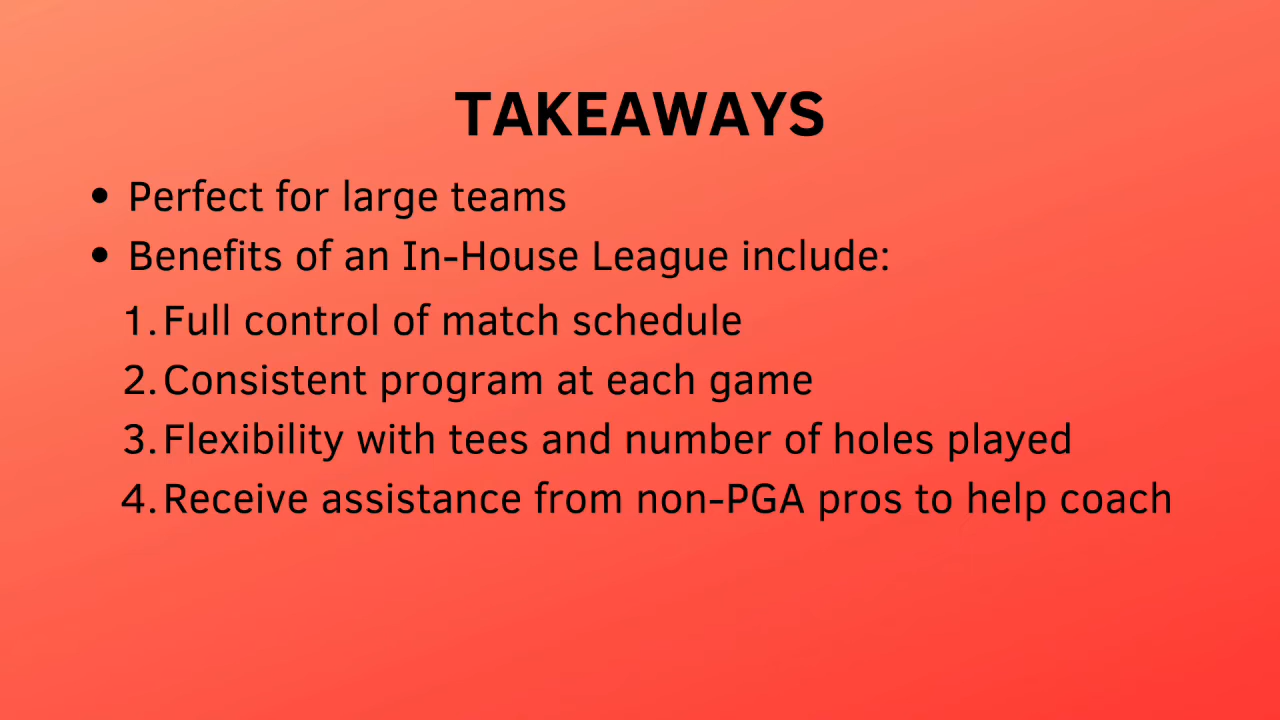 TAKEAWAYS
• Perfect for large teams
• Benefits of an In-House League include:
1. Full control of match schedule
2. Consistent program at each game
3. Flexibility with tees and number of holes played
4. Receive assistance from non-PGA pros to help coach